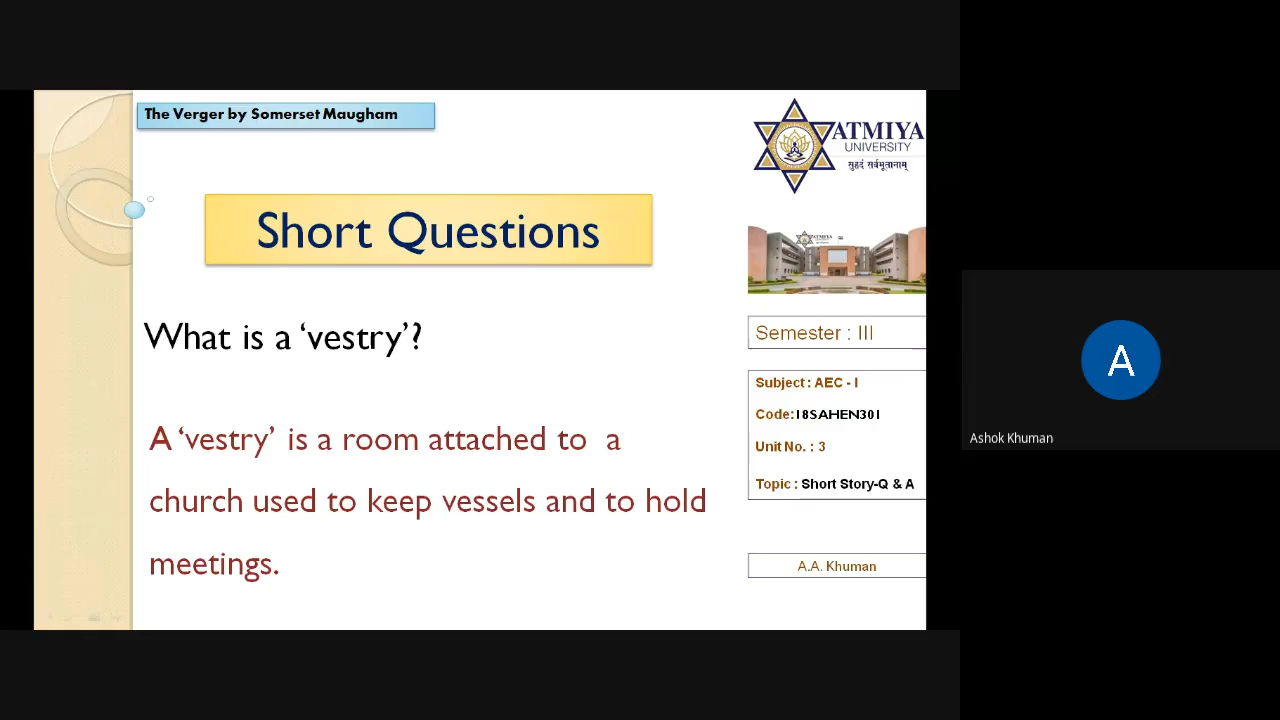 The Verger by Somerset Maugham
ATMIYA
UNIVERSITY
सुहृदं सर्वभूतानाम्
Short Questions
What is a ‘vestry’?
A ‘vestry’ is a room attached to a
church used to keep vessels and to hold
meetings.
Semester : III
Subject : AEC - I
Code:18SAHEN301
Unit No. : 3
Topic : Short Story-Q & A
A.A. Khuman
A
Ashok Khuman